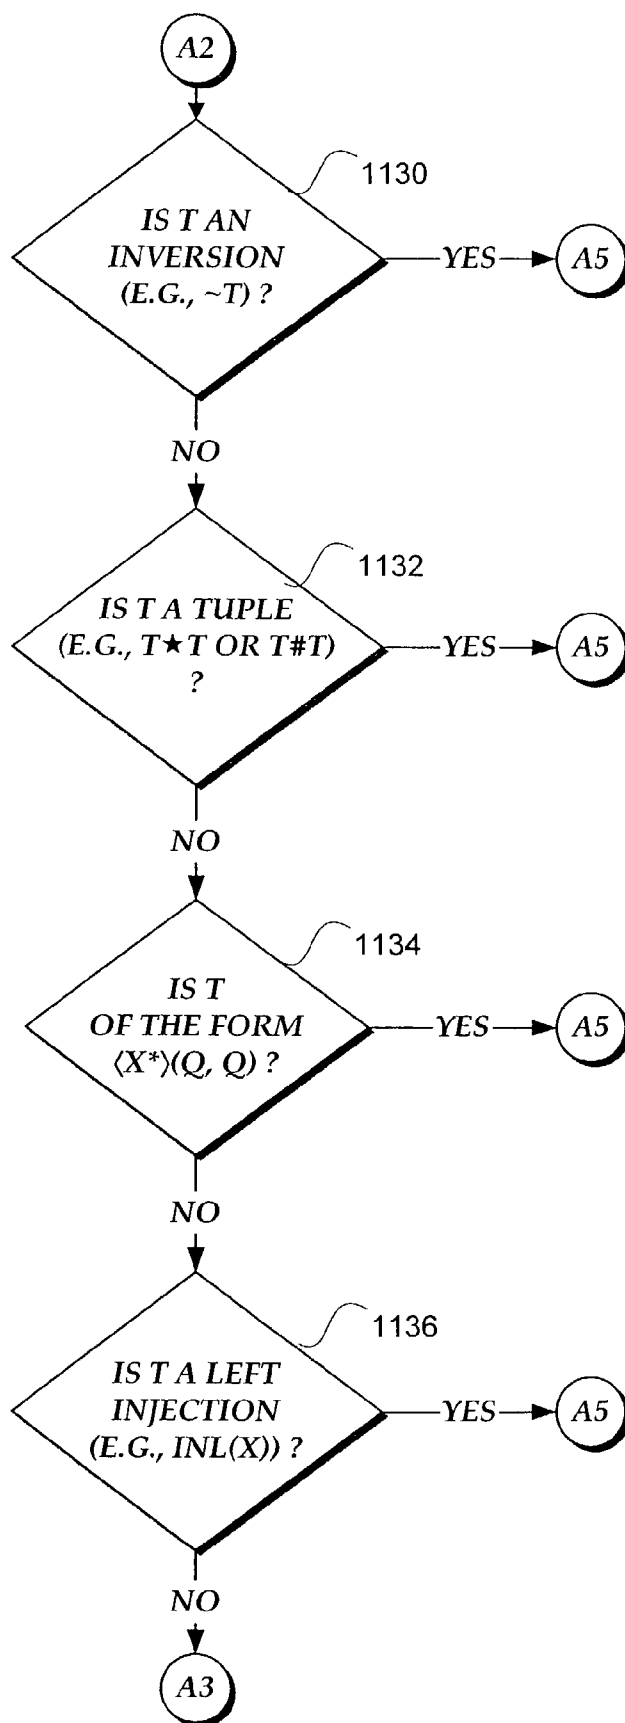 A2
1130
IS T AN
INVERSION
(E.G., ~T) ?
YES
A5
NO
1132
IS T A TUPLE
(E.G., T★T OR T#T)
?
YES
A5
NO
1134
IS T
OF THE FORM
⟨X*⟩(Q, Q) ?
YES
A5
NO
1136
IS T A LEFT
INJECTION
(E.G., INL(X)) ?
YES
A5
NO
A3